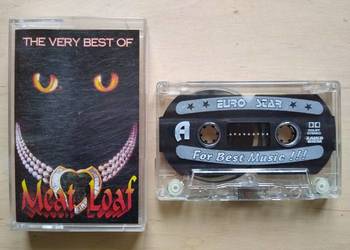 THE VERY BEST OF
Meat Loaf
EURO STAR
A
For Best Music !!!